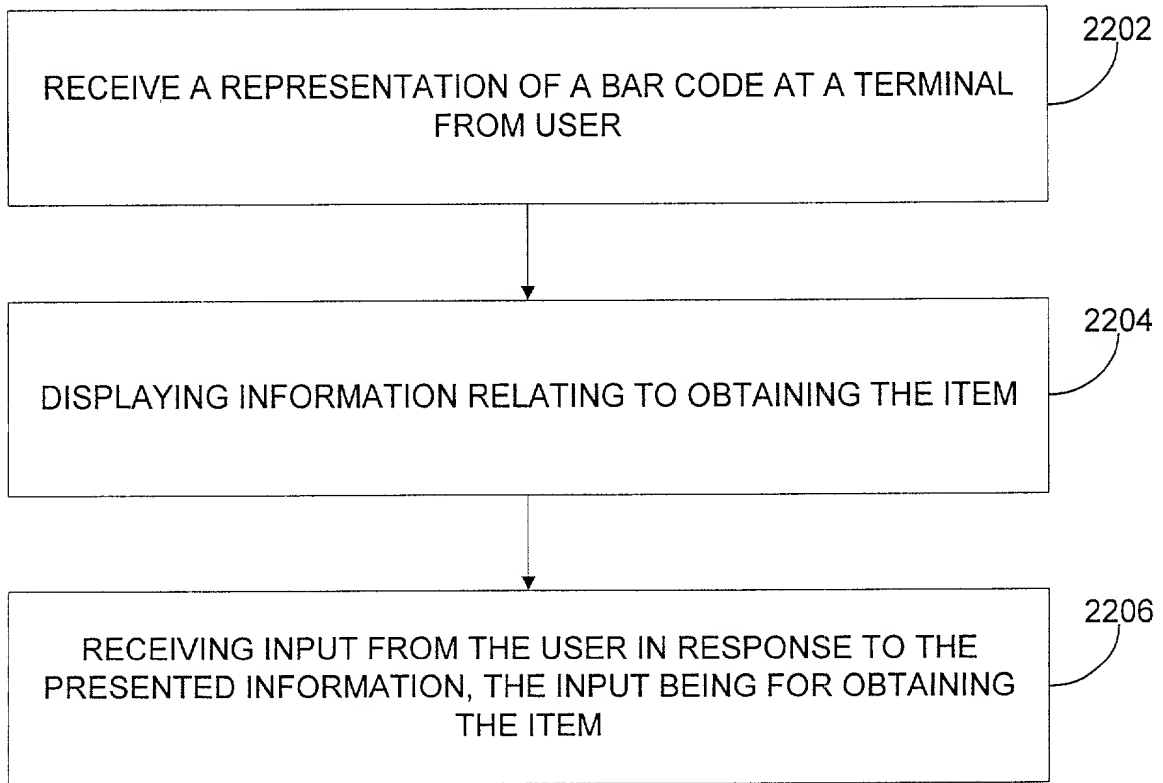 2202
RECEIVE A REPRESENTATION OF A BAR CODE AT A TERMINAL
FROM USER
2204
DISPLAYING INFORMATION RELATING TO OBTAINING THE ITEM
2206
RECEIVING INPUT FROM THE USER IN RESPONSE TO THE
PRESENTED INFORMATION, THE INPUT BEING FOR OBTAINING
THE ITEM